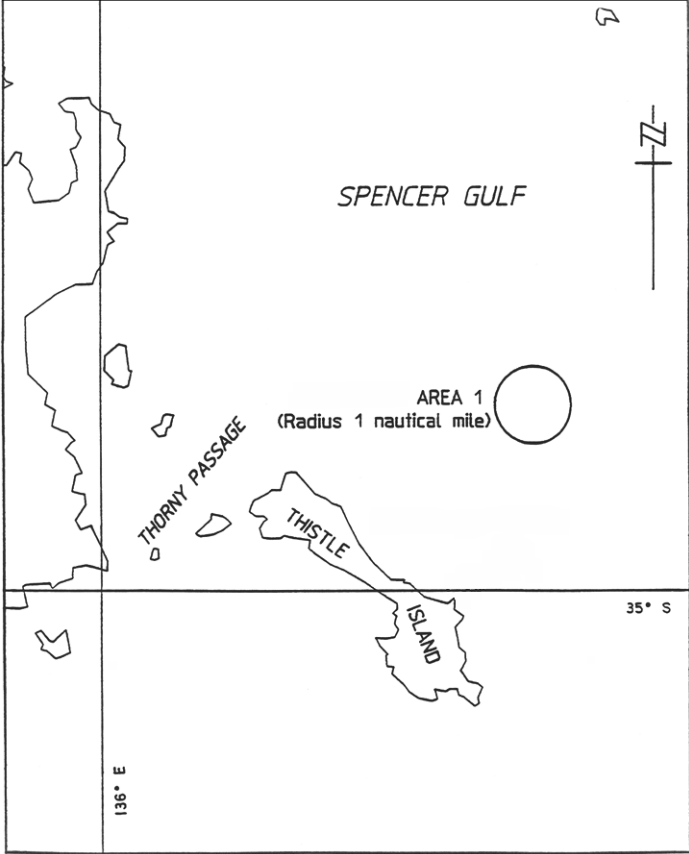 N
SPENCER GULF
AREA 1
(Radius 1 nautical mile)
THORNY PASSAGE
THISTLE
ISLAND
35° S
136° E